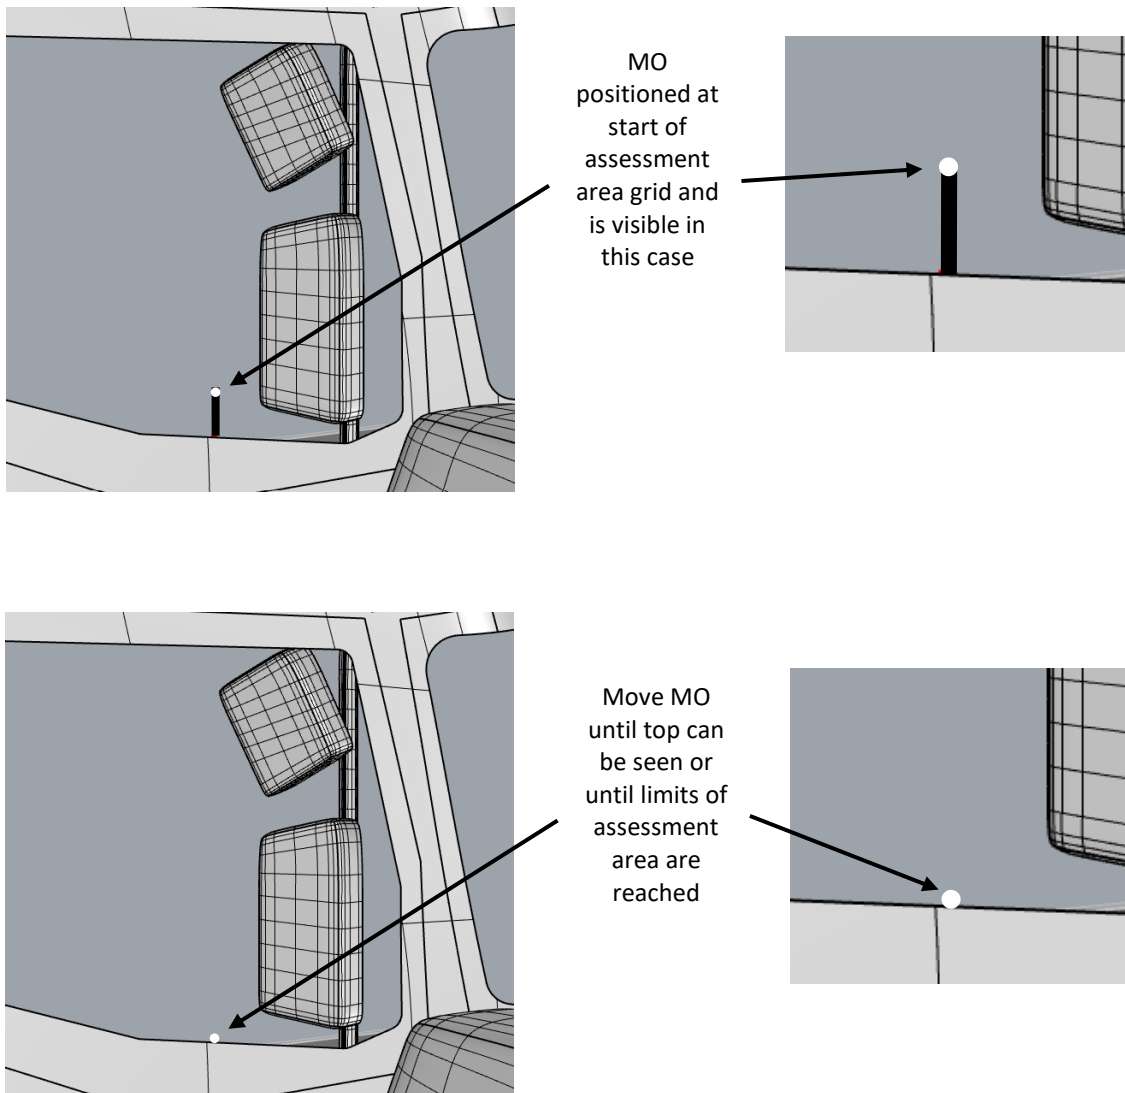 MO
positioned at
start of
assessment
area grid and
is visible in
this case
Move MO
until top can
be seen or
until limits of
assessment
area are
reached